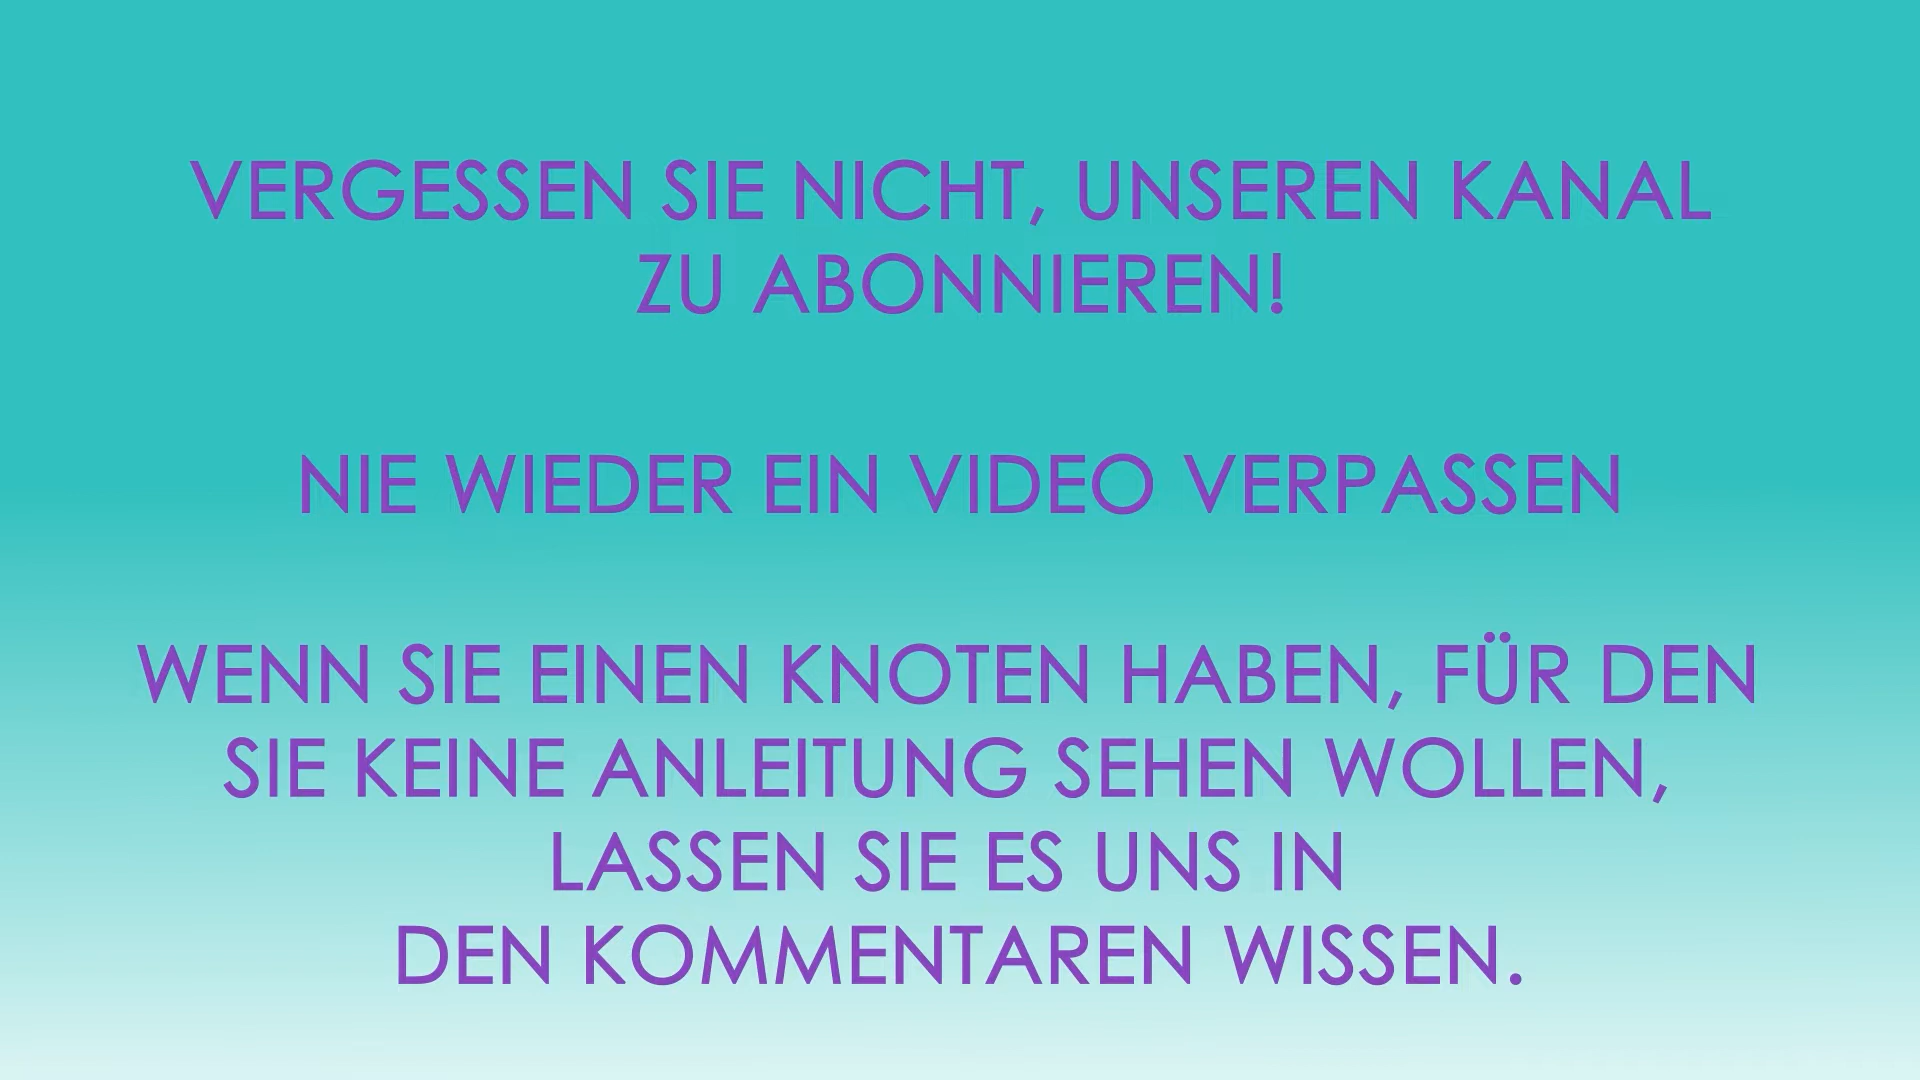 VERGESSEN SIE NICHT, UNSEREN KANAL
ZU ABONNIEREN!
NIE WIEDER EIN VIDEO VERPASSEN
WENN SIE EINEN KNOTEN HABEN, FÜR DEN
SIE KEINE ANLEITUNG SEHEN WOLLEN,
LASSEN SIE ES UNS IN
DEN KOMMENTAREN WISSEN.